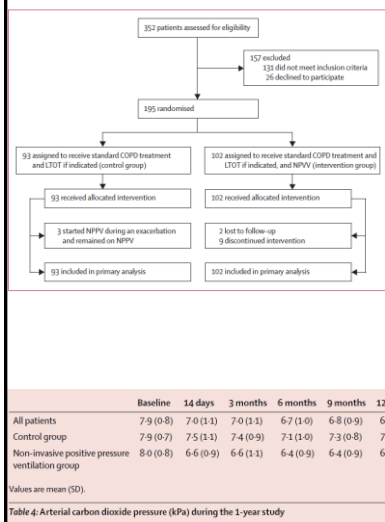 352 patients assessed for eligibility
157 excluded
131 did not meet inclusion criteria
26 declined to participate
195 randomised
93 assigned to receive standard COPD treatment
and LTOT if indicated (control group)
102 assigned to receive standard COPD treatment and
LTOT if indicated, and NPVV (intervention group)
93 received allocated intervention
102 received allocated intervention
3 started NPPV during an exacerbation
and remained on NPPV
2 lost to follow-up
9 discontinued intervention
93 included in primary analysis
102 included in primary analysis
Baseline 14 days 3 months 6 months 9 months 12
All patients 7·9 (0·8) 7·0 (1·1) 7·0 (1·1) 6·7 (1·0) 6·8 (0·9) 6
Control group 7·9 (0·7) 7·5 (1·1) 7·4 (0·9) 7·1 (1·0) 7·3 (0·8) 7
Non-invasive positive pressure 8·0 (0·8) 6·6 (0·9) 6·6 (1·1) 6·4 (0·9) 6·4 (0·9) 6
ventilation group
Values are mean (SD).
Table 4: Arterial carbon dioxide pressure (kPa) during the 1-year study